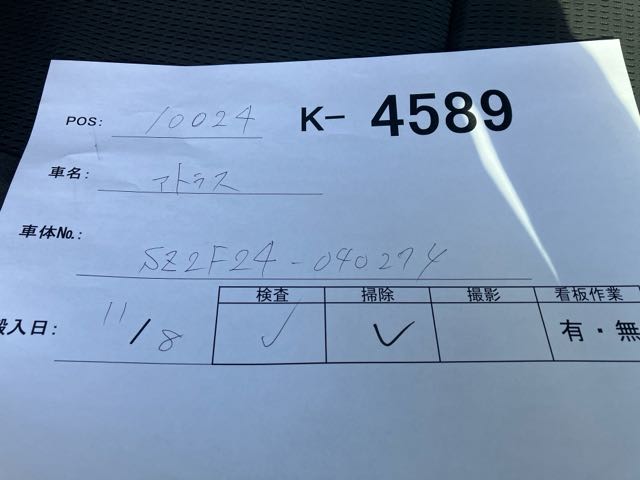 POS: 10024 K- 4589
車名: アトラス
車体No.: SZ2F24-040274
搬入日: 11/8
検査 掃除 撮影 看板作業
✓ ✓ 有・無